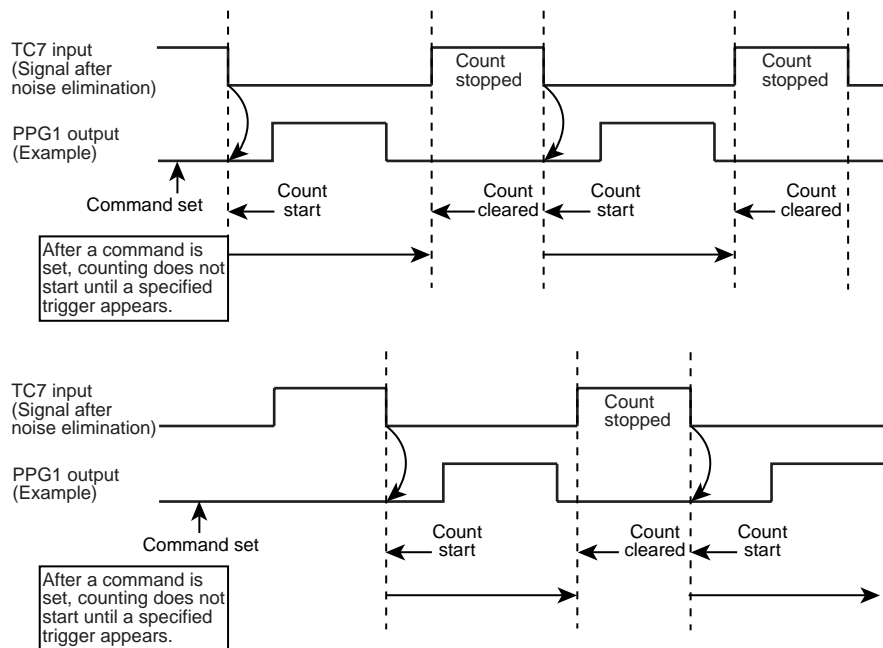 TC7 input
(Signal after
noise elimination)
Count
stopped
Count
stopped
PPG1 output
(Example)
Command set
Count
start
Count
cleared
Count
start
Count
cleared
After a command is
set, counting does not
start until a specified
trigger appears.
TC7 input
(Signal after
noise elimination)
Count
stopped
PPG1 output
(Example)
Command set
Count
start
Count
cleared
Count
start
After a command is
set, counting does not
start until a specified
trigger appears.